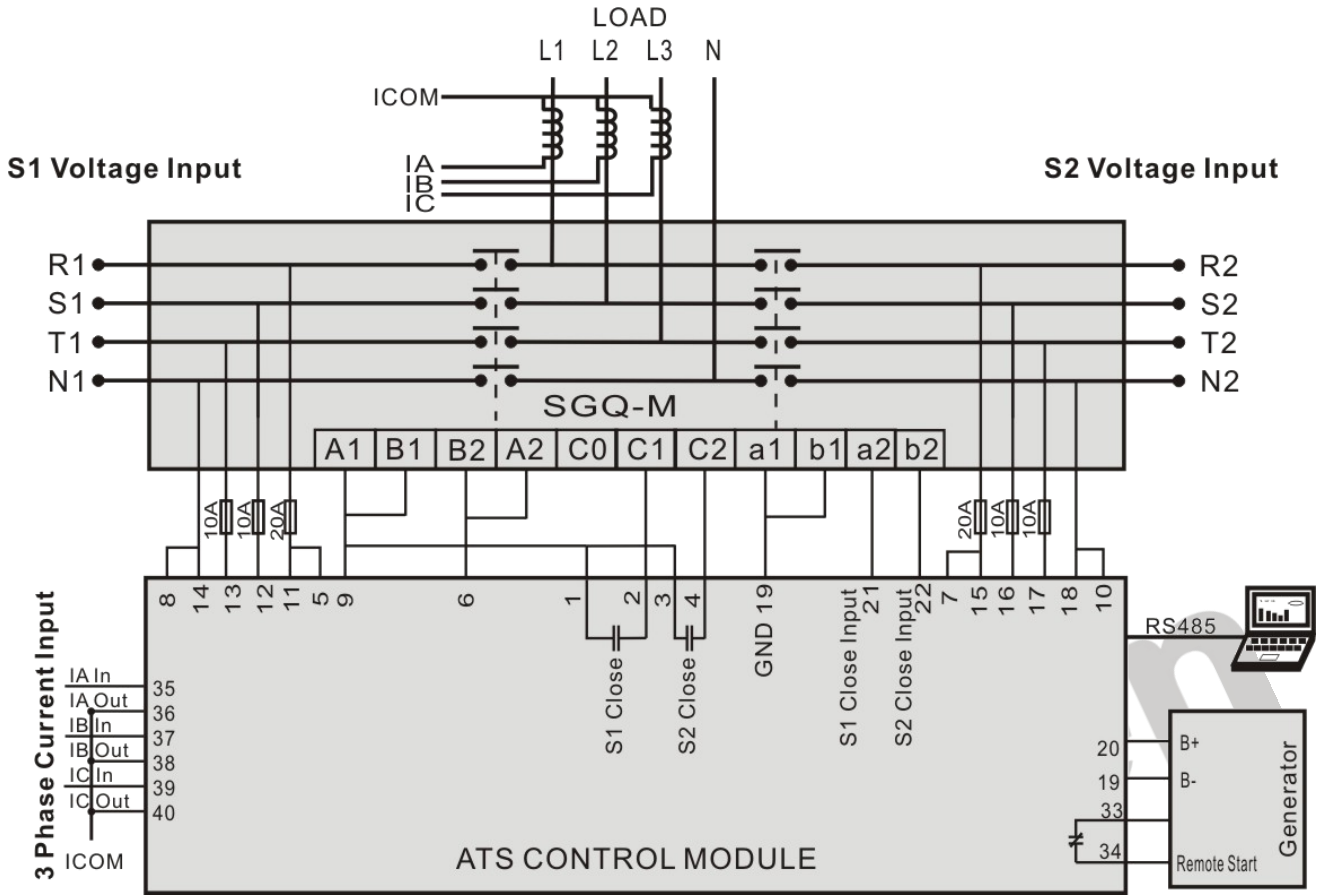 LOAD
L1 L2 L3 N
ICOM
IA
IB
IC
S1 Voltage Input
S2 Voltage Input
R1
S1
T1
N1
R2
S2
T2
N2
SGQ-M
A1 B1 B2 A2 C0 C1 C2 a1 b1 a2 b2
10A 10A 20A
20A 10A 10A
8 14 13 12 11 5 9 6 1 2 3 4 GND 19 S1 Close Input 21 S2 Close Input 22 7 15 16 17 18 10
S1 Close
S2 Close
RS485
3 Phase Current Input
IA In 35
IA Out 36
IB In 37
IB Out 38
IC In 39
IC Out 40
ICOM
ATS CONTROL MODULE
20 B+
19 B-
33
34 Remote Start
Generator